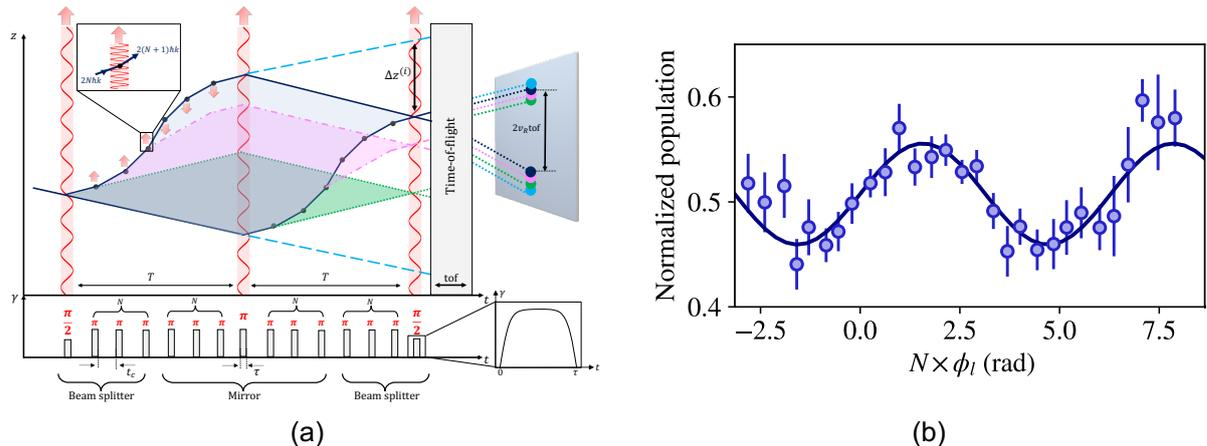 z
2(N + 1)ħk
2Nħk
Δz⁽ⁱ⁾
2v_R tof
Time-of-flight
T
T
tof
t
γ
N
N
N
N
π/2
π
π
π
π
π
π
π
π
π
π
π
π
π
π/2
t_c
τ
t
Beam splitter
Mirror
Beam splitter
γ
0
τ
t
(a)
Normalized population
0.6
0.5
0.4
−2.5
0.0
2.5
5.0
7.5
N × ϕ_l (rad)
(b)